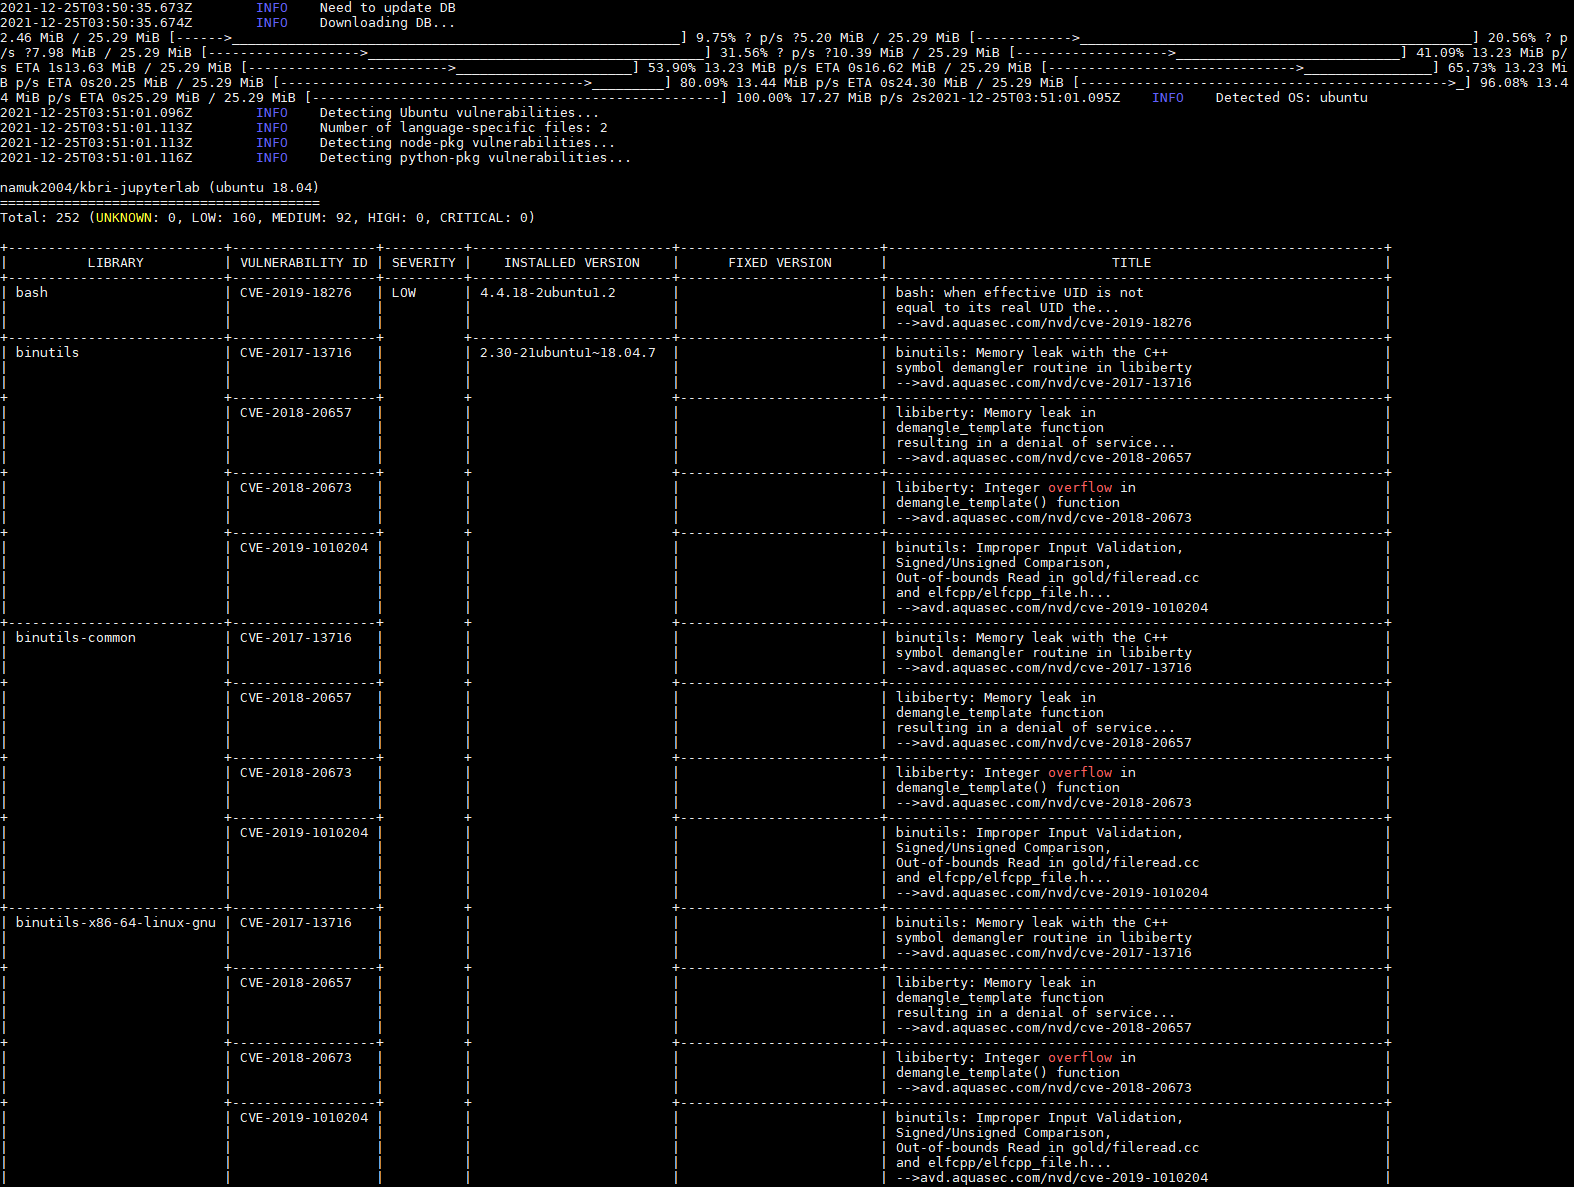 2021-12-25T03:50:35.673Z        INFO    Need to update DB
2021-12-25T03:50:35.674Z        INFO    Downloading DB...
2.46 MiB / 25.29 MiB [------>________________________________________________________] 9.75% ? p/s ?5.20 MiB / 25.29 MiB [------------>_________________________________________________] 20.56% ? p
/s ?7.98 MiB / 25.29 MiB [------------------->__________________________________________] 31.56% ? p/s ?10.39 MiB / 25.29 MiB [------------------->____________________________] 41.09% 13.23 MiB p/
s ETA 1s13.63 MiB / 25.29 MiB [------------------------->______________________] 53.90% 13.23 MiB p/s ETA 0s16.62 MiB / 25.29 MiB [------------------------------->________________] 65.73% 13.23 Mi
B p/s ETA 0s20.25 MiB / 25.29 MiB [-------------------------------------->_________] 80.09% 13.44 MiB p/s ETA 0s24.30 MiB / 25.29 MiB [---------------------------------------------->_] 96.08% 13.4
4 MiB p/s ETA 0s25.29 MiB / 25.29 MiB [---------------------------------------------------] 100.00% 17.27 MiB p/s 2s2021-12-25T03:51:01.095Z    INFO    Detected OS: ubuntu
2021-12-25T03:51:01.096Z        INFO    Detecting Ubuntu vulnerabilities...
2021-12-25T03:51:01.113Z        INFO    Number of language-specific files: 2
2021-12-25T03:51:01.113Z        INFO    Detecting node-pkg vulnerabilities...
2021-12-25T03:51:01.116Z        INFO    Detecting python-pkg vulnerabilities...
namuk2004/kbri-jupyterlab (ubuntu 18.04)
========================================
Total: 252 (UNKNOWN: 0, LOW: 160, MEDIUM: 92, HIGH: 0, CRITICAL: 0)
| LIBRARY | VULNERABILITY ID | SEVERITY | INSTALLED VERSION | FIXED VERSION | TITLE |
| bash | CVE-2019-18276 | LOW | 4.4.18-2ubuntu1.2 | | bash: when effective UID is not |
equal to its real UID the...
-->avd.aquasec.com/nvd/cve-2019-18276
| binutils | CVE-2017-13716 | | 2.30-21ubuntu1~18.04.7 | | binutils: Memory leak with the C++ |
symbol demangler routine in libiberty
-->avd.aquasec.com/nvd/cve-2017-13716
| CVE-2018-20657 | | | | libiberty: Memory leak in |
demangle_template function
resulting in a denial of service...
-->avd.aquasec.com/nvd/cve-2018-20657
| CVE-2018-20673 | | | | libiberty: Integer overflow in |
demangle_template() function
-->avd.aquasec.com/nvd/cve-2018-20673
| CVE-2019-1010204 | | | | binutils: Improper Input Validation, |
Signed/Unsigned Comparison,
Out-of-bounds Read in gold/fileread.cc
and elfcpp/elfcpp_file.h...
-->avd.aquasec.com/nvd/cve-2019-1010204
| binutils-common | CVE-2017-13716 | | | | binutils: Memory leak with the C++ |
symbol demangler routine in libiberty
-->avd.aquasec.com/nvd/cve-2017-13716
| CVE-2018-20657 | | | | libiberty: Memory leak in |
demangle_template function
resulting in a denial of service...
-->avd.aquasec.com/nvd/cve-2018-20657
| CVE-2018-20673 | | | | libiberty: Integer overflow in |
demangle_template() function
-->avd.aquasec.com/nvd/cve-2018-20673
| CVE-2019-1010204 | | | | binutils: Improper Input Validation, |
Signed/Unsigned Comparison,
Out-of-bounds Read in gold/fileread.cc
and elfcpp/elfcpp_file.h...
-->avd.aquasec.com/nvd/cve-2019-1010204
| binutils-x86-64-linux-gnu | CVE-2017-13716 | | | | binutils: Memory leak with the C++ |
symbol demangler routine in libiberty
-->avd.aquasec.com/nvd/cve-2017-13716
| CVE-2018-20657 | | | | libiberty: Memory leak in |
demangle_template function
resulting in a denial of service...
-->avd.aquasec.com/nvd/cve-2018-20657
| CVE-2018-20673 | | | | libiberty: Integer overflow in |
demangle_template() function
-->avd.aquasec.com/nvd/cve-2018-20673
| CVE-2019-1010204 | | | | binutils: Improper Input Validation, |
Signed/Unsigned Comparison,
Out-of-bounds Read in gold/fileread.cc
and elfcpp/elfcpp_file.h...
-->avd.aquasec.com/nvd/cve-2019-1010204